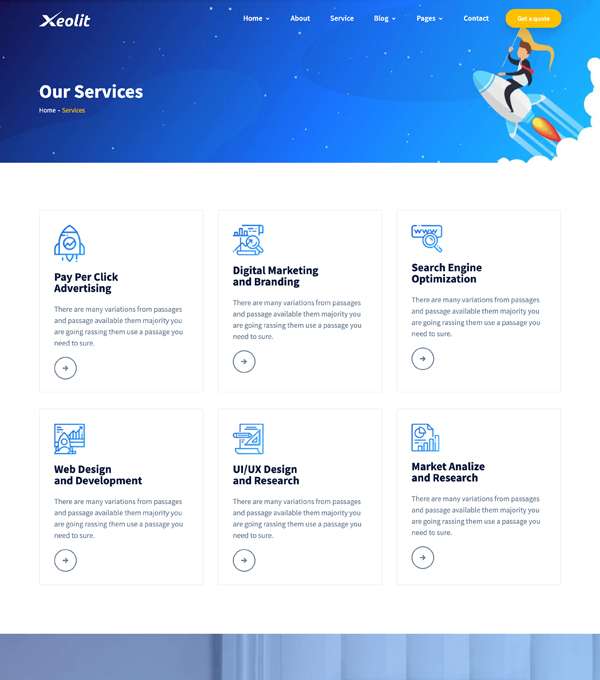 Xeolit
Home
About
Service
Blog
Pages
Contact
Get a quote
Our Services
Home - Services
Pay Per Click
Advertising
There are many variations from passages
and passage available them majority you
are going rassing them use a passage you
need to sure.
Digital Marketing
and Branding
There are many variations from passages
and passage available them majority you
are going rassing them use a passage you
need to sure.
www
Search Engine
Optimization
There are many variations from passages
and passage available them majority you
are going rassing them use a passage you
need to sure.
Web Design
and Development
There are many variations from passages
and passage available them majority you
are going rassing them use a passage you
need to sure.
UI/UX Design
and Research
There are many variations from passages
and passage available them majority you
are going rassing them use a passage you
need to sure.
Market Analize
and Research
There are many variations from passages
and passage available them majority you
are going rassing them use a passage you
need to sure.